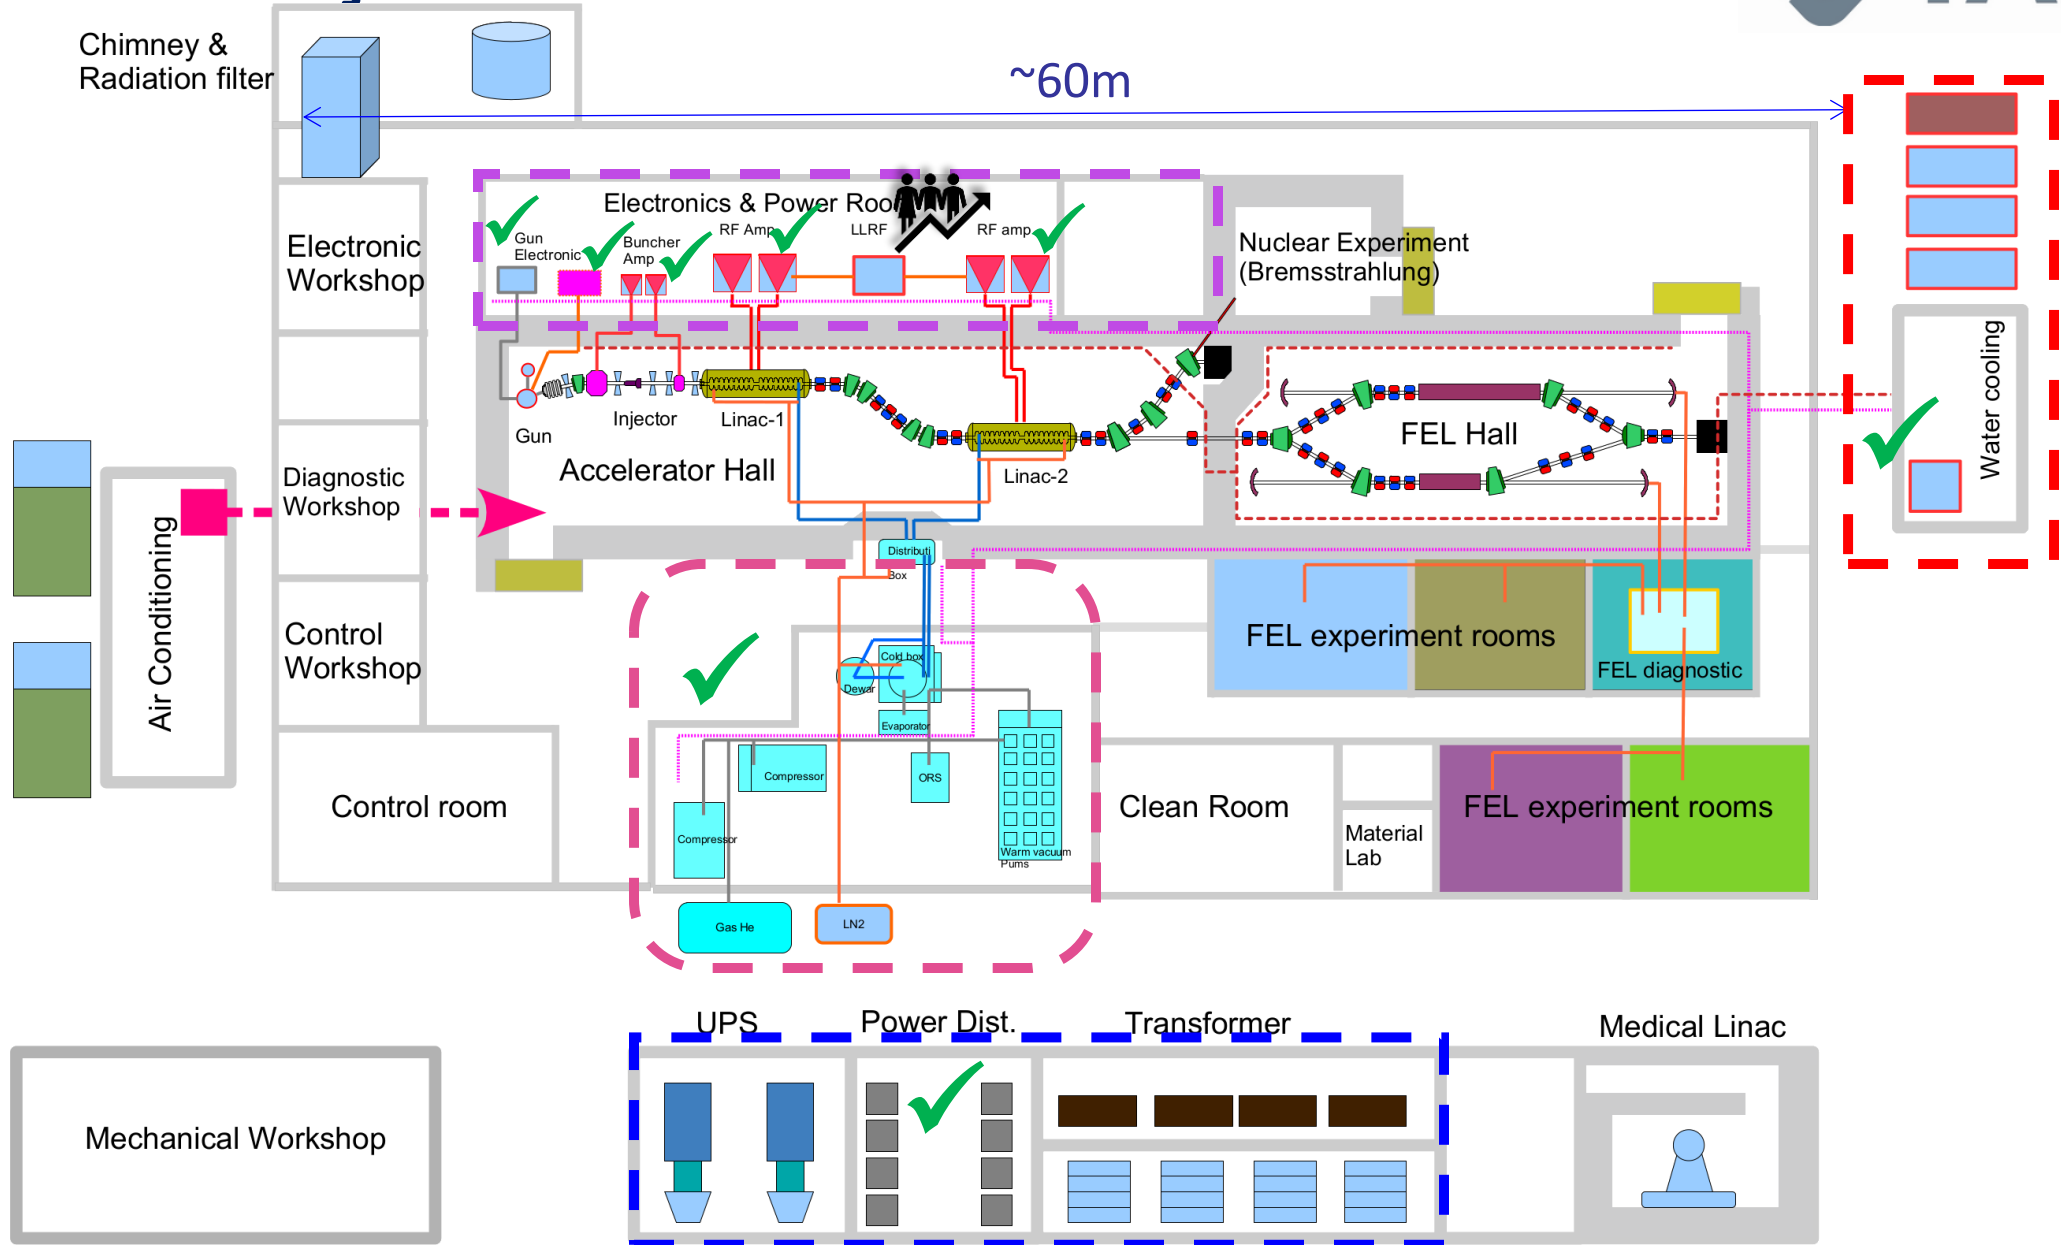 Chimney &
Radiation filter
~60m
Electronics & Power Roo
Gun
Electronic
Buncher
Amp
RF Amp
LLRF
RF amp
Nuclear Experiment
(Bremsstrahlung)
Electronic
Workshop
Water cooling
Gun
Injector
Linac-1
Linac-2
FEL Hall
Accelerator Hall
Diagnostic
Workshop
Air Conditioning
Distributi
Box
Control
Workshop
FEL experiment rooms
FEL diagnostic
Cold box
Dewar
Evaporator
Compressor
ORS
Compressor
Warm vacuum
Pums
Control room
Clean Room
Material
Lab
FEL experiment rooms
Gas He
LN2
UPS
Power Dist.
Transformer
Medical Linac
Mechanical Workshop